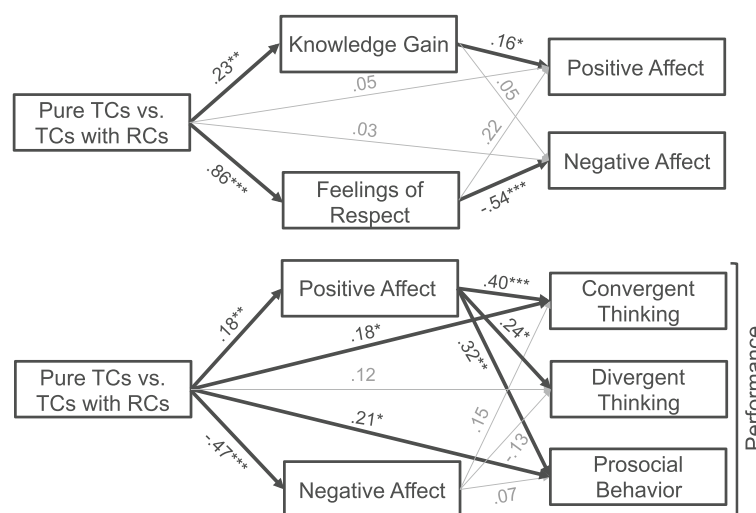 Knowledge Gain
.16*
.23**
Positive Affect
.05
.05
Pure TCs vs.
TCs with RCs
.03
.22
Negative Affect
.86***
Feelings of
Respect
-.54***
Positive Affect
.40***
Convergent
Thinking
.18**
.18*
.24*
.32**
Pure TCs vs.
TCs with RCs
.12
Divergent
Thinking
.15
-.13
.21*
-.47***
Negative Affect
.07
Prosocial
Behavior
Performance